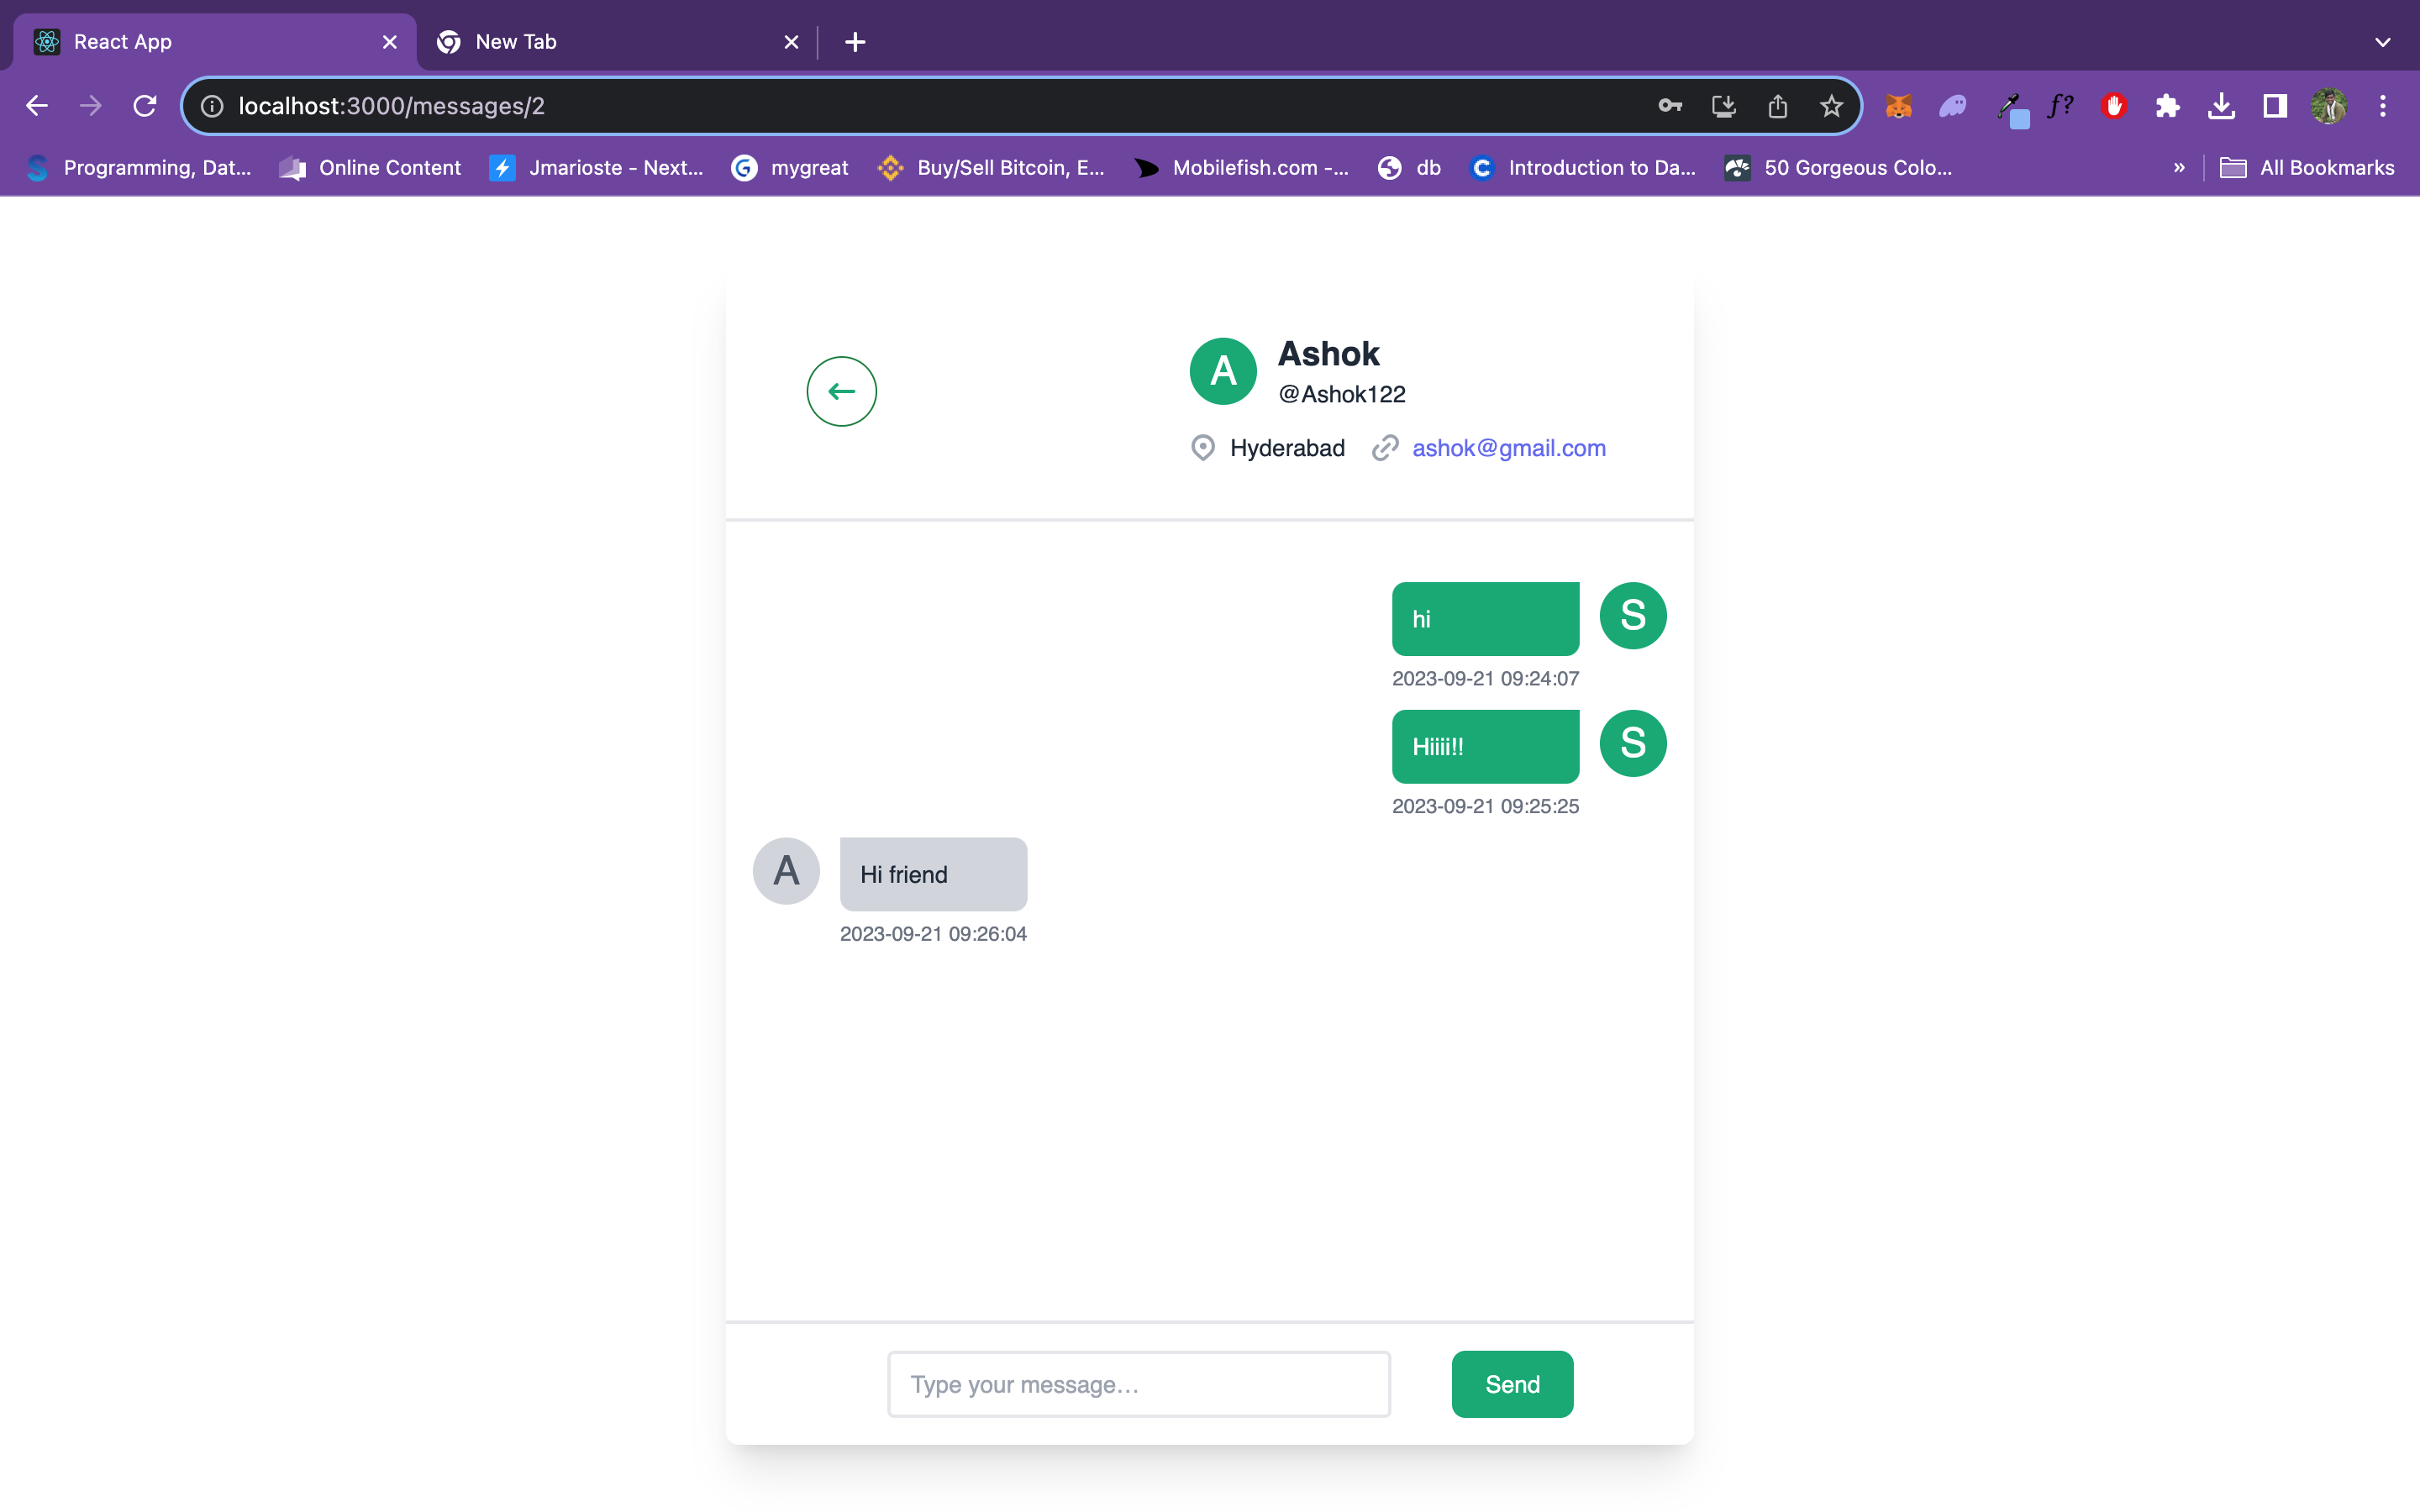 React App
New Tab
localhost:3000/messages/2
f?
Programming, Dat...
Online Content
Jmarioste - Next...
mygreat
Buy/Sell Bitcoin, E...
Mobilefish.com -...
db
Introduction to Da...
50 Gorgeous Colo...
»
All Bookmarks
A
Ashok
@Ashok122
Hyderabad
ashok@gmail.com
hi
S
2023-09-21 09:24:07
Hiiii!!
S
2023-09-21 09:25:25
A
Hi friend
2023-09-21 09:26:04
Type your message...
Send